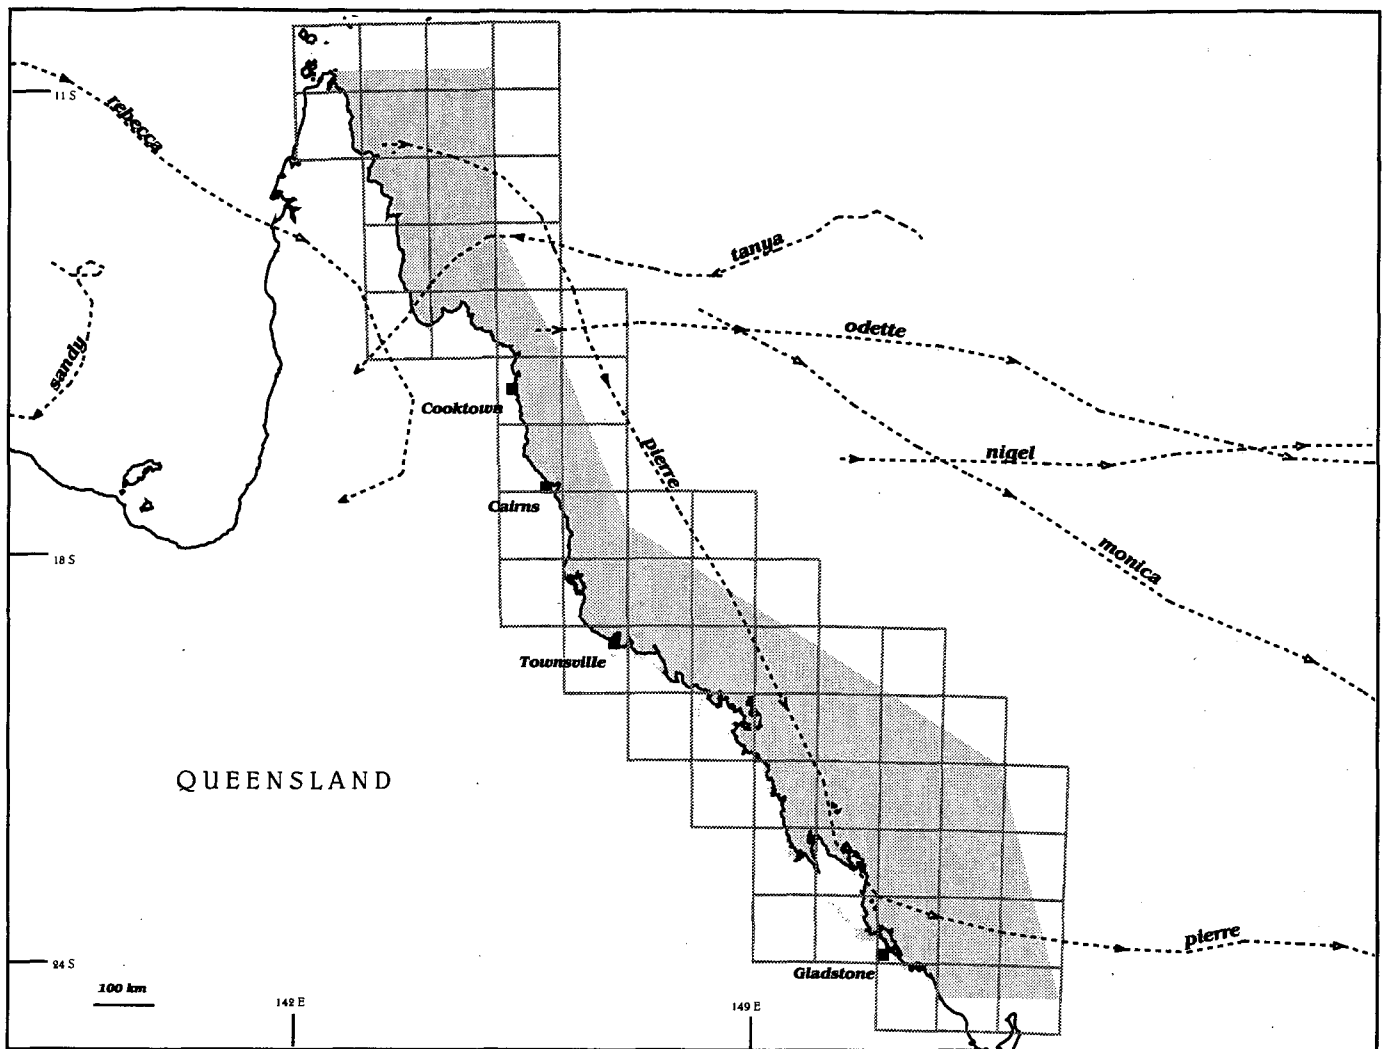 11 S
rebecca
tanya
odette
sandy
Cooktown
pierre
niqel
Cairns
monica
18 S
Townsville
QUEENSLAND
pierre
24 S
Gladstone
100 km
142 E
149 E